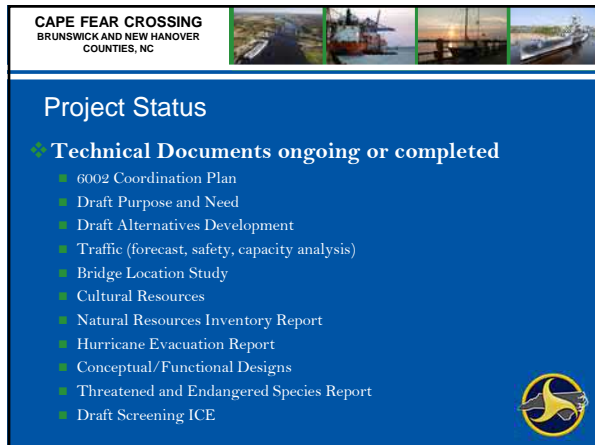 CAPE FEAR CROSSING
BRUNSWICK AND NEW HANOVER
COUNTIES, NC
Project Status
Technical Documents ongoing or completed
6002 Coordination Plan
Draft Purpose and Need
Draft Alternatives Development
Traffic (forecast, safety, capacity analysis)
Bridge Location Study
Cultural Resources
Natural Resources Inventory Report
Hurricane Evacuation Report
Conceptual/Functional Designs
Threatened and Endangered Species Report
Draft Screening ICE